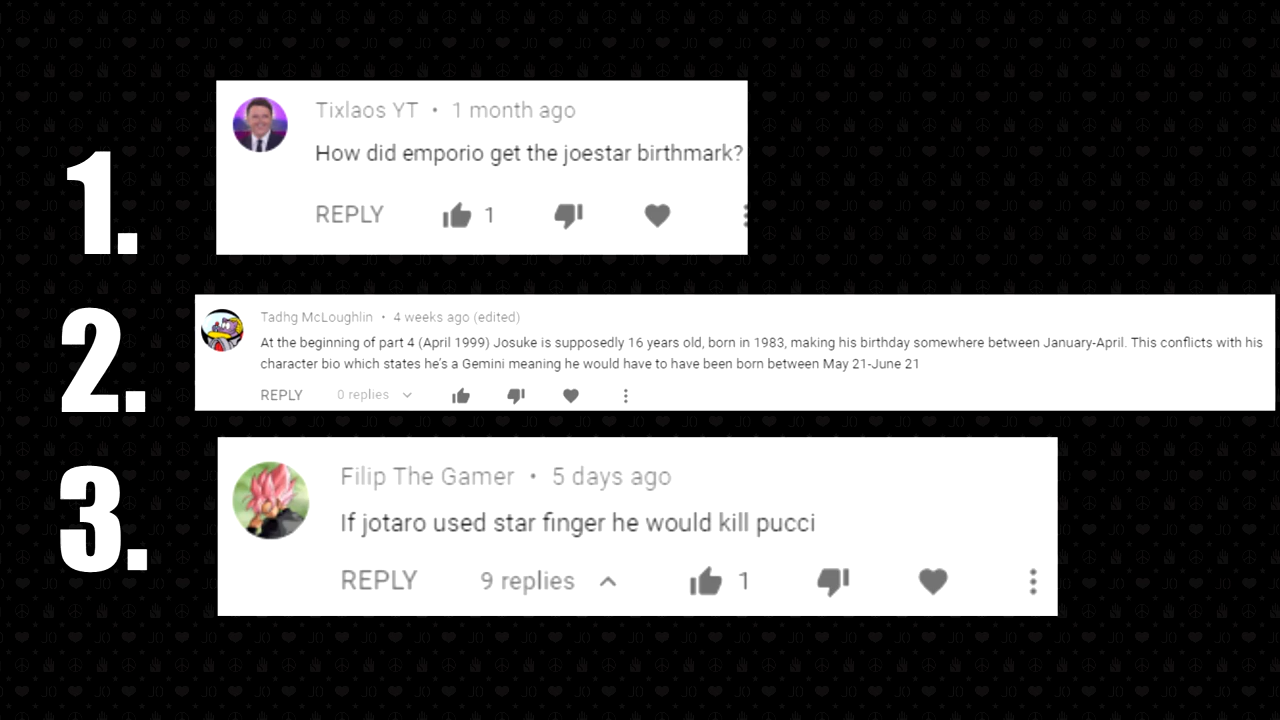 1.
Tixlaos YT • 1 month ago
How did emporio get the joestar birthmark?
REPLY 1
2.
Tadhg McLoughlin • 4 weeks ago (edited)
At the beginning of part 4 (April 1999) Josuke is supposedly 16 years old, born in 1983, making his birthday somewhere between January-April. This conflicts with his
character bio which states he's a Gemini meaning he would have to have been born between May 21-June 21
REPLY 0 replies
3.
Filip The Gamer • 5 days ago
If jotaro used star finger he would kill pucci
REPLY 9 replies 1